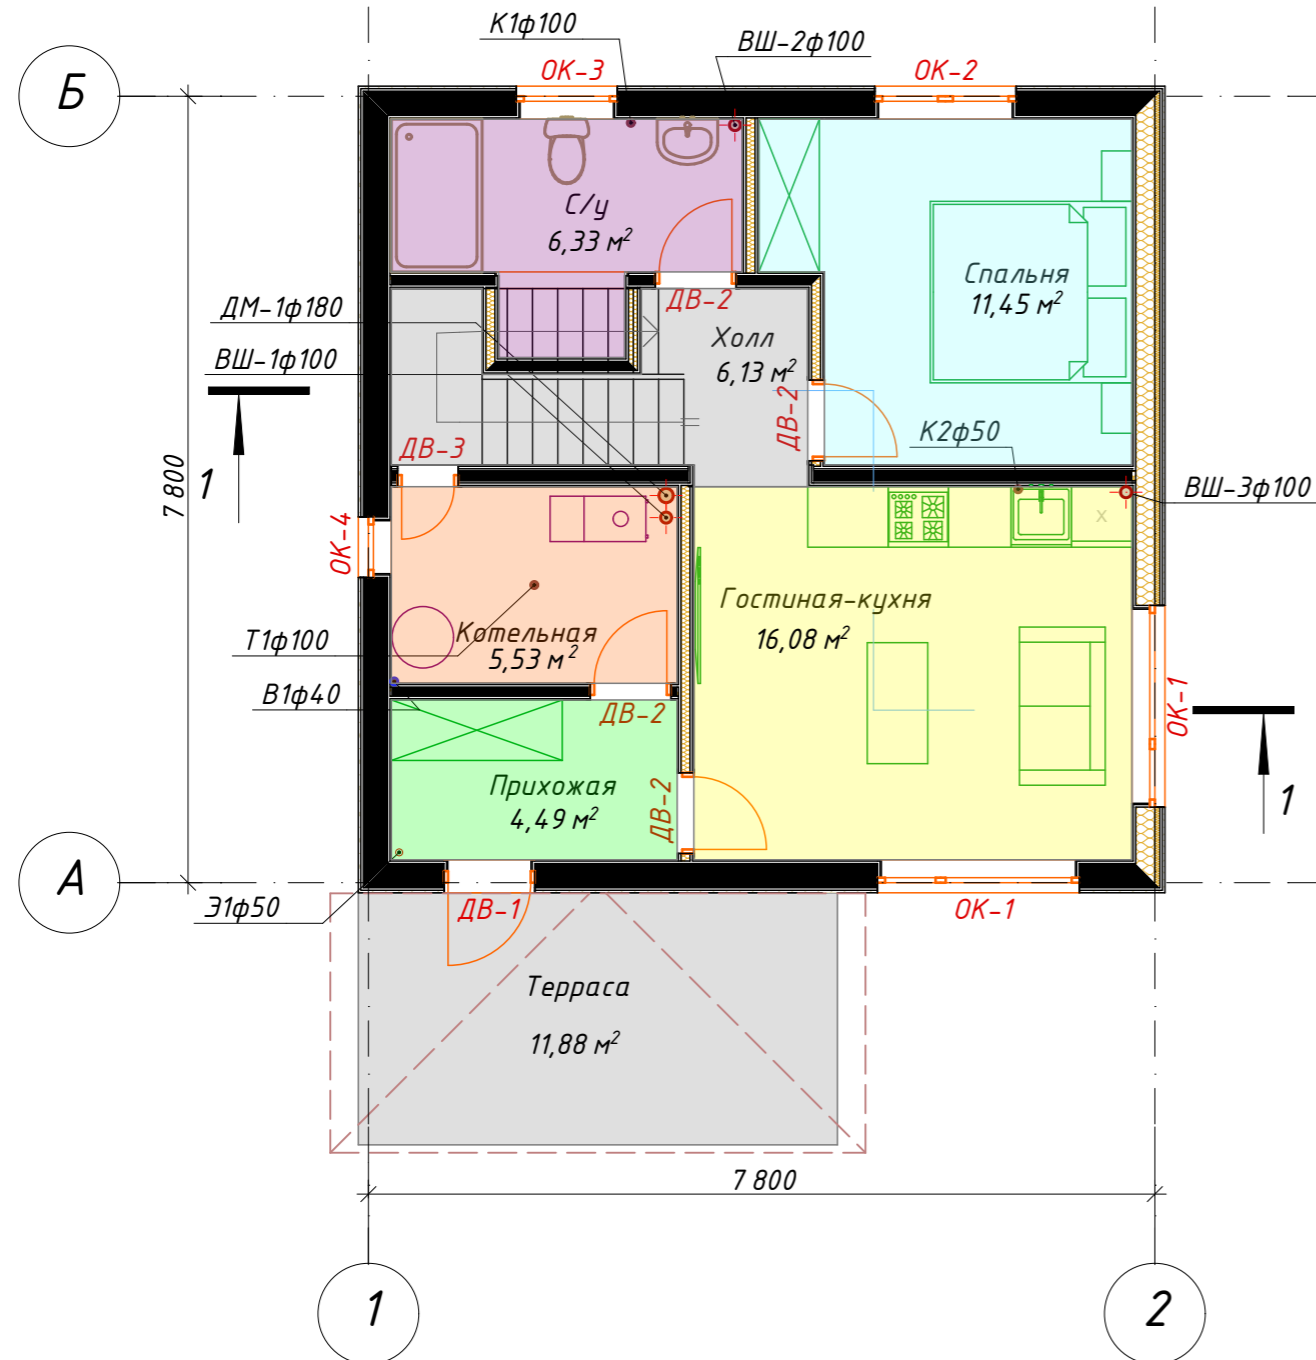 К1ф100
ВШ-2ф100
ОК-3
ОК-2
Б
С/у
6,33 м²
Спальня
11,45 м²
ДМ-1ф180
ДВ-2
Холл
6,13 м²
ВШ-1ф100
ДВ-2
К2ф50
ДВ-3
1
7 800
ВШ-3ф100
х
ОК-4
Гостиная-кухня
16,08 м²
Т1ф100
Котельная
5,53 м²
В1ф40
ДВ-2
ОК-1
Прихожая
4,49 м²
ДВ-2
1
А
Э1ф50
ДВ-1
ОК-1
Терраса
11,88 м²
7 800
1
2